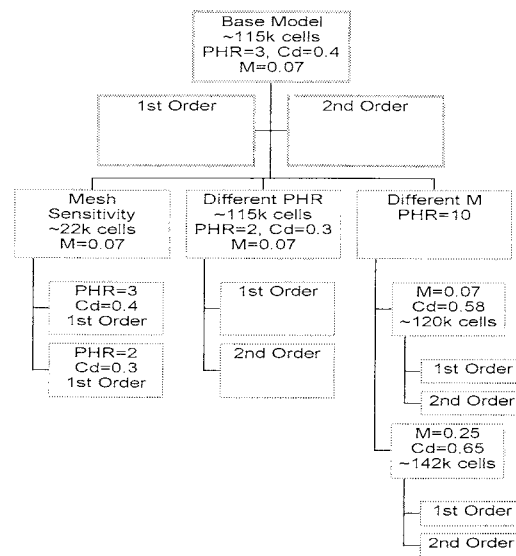 Base Model
~115k cells
PHR=3, Cd=0.4
M=0.07
1st Order
2nd Order
Mesh
Sensitivity
~22k cells
M=0.07
PHR=3
Cd=0.4
1st Order
PHR=2
Cd=0.3
1st Order
Different PHR
~115k cells
PHR=2, Cd=0.3
M=0.07
1st Order
2nd Order
Different M
PHR=10
M=0.07
Cd=0.58
~120k cells
1st Order
2nd Order
M=0.25
Cd=0.65
~142k cells
1st Order
2nd Order